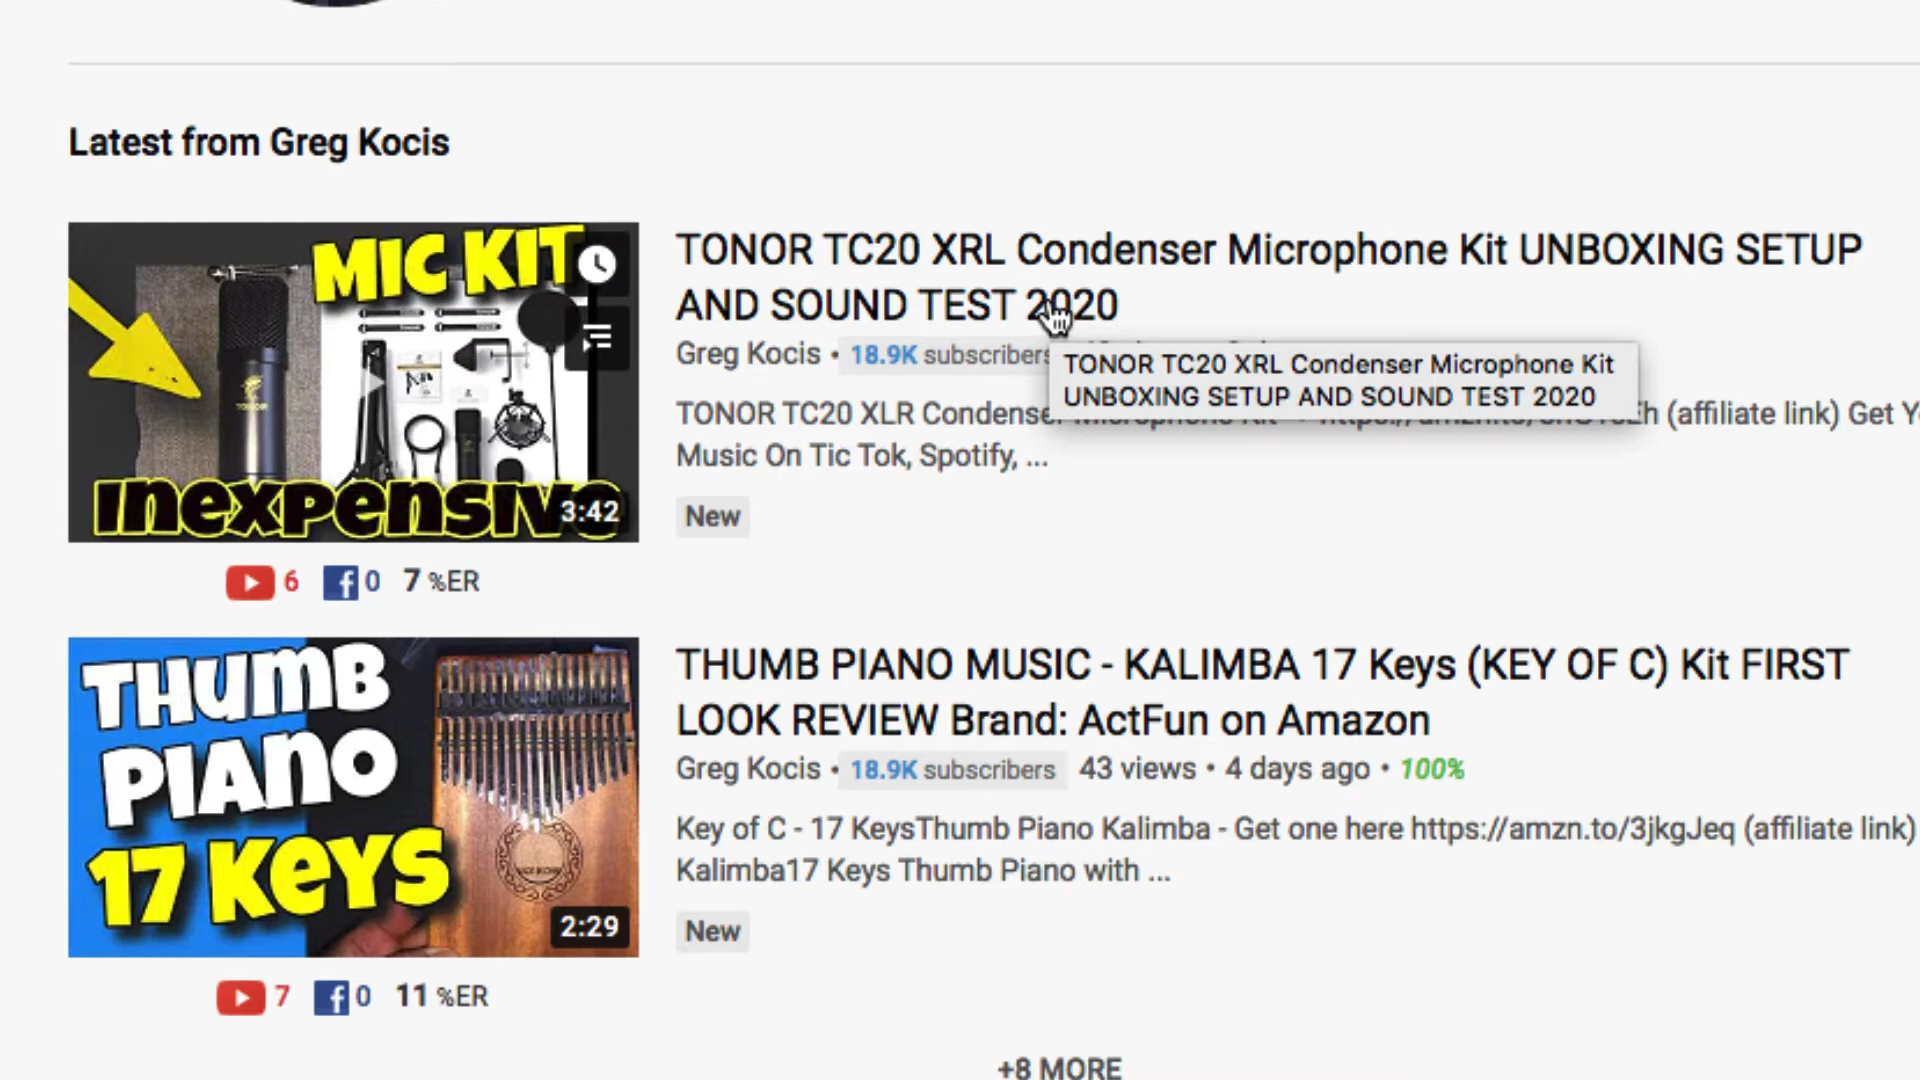 Latest from Greg Kocis
MIC KIT
INEXPENSIVE
3:42
TONOR TC20 XRL Condenser Microphone Kit UNBOXING SETUP
AND SOUND TEST 2020
Greg Kocis • 18.9K subscribers
TONOR TC20 XRL Condenser Microphone Kit
UNBOXING SETUP AND SOUND TEST 2020
TONOR TC20 XLR Condenser (affiliate link) Get
Music On Tic Tok, Spotify, ...
New
6 f 0 7 %ER
THUMB
PIANO
17 KEYS
2:29
THUMB PIANO MUSIC - KALIMBA 17 Keys (KEY OF C) Kit FIRST
LOOK REVIEW Brand: ActFun on Amazon
Greg Kocis • 18.9K subscribers 43 views • 4 days ago • 100%
Key of C - 17 KeysThumb Piano Kalimba - Get one here https://amzn.to/3jkgJeq (affiliate link)
Kalimba17 Keys Thumb Piano with ...
New
7 f 0 11 %ER
+8 MORE